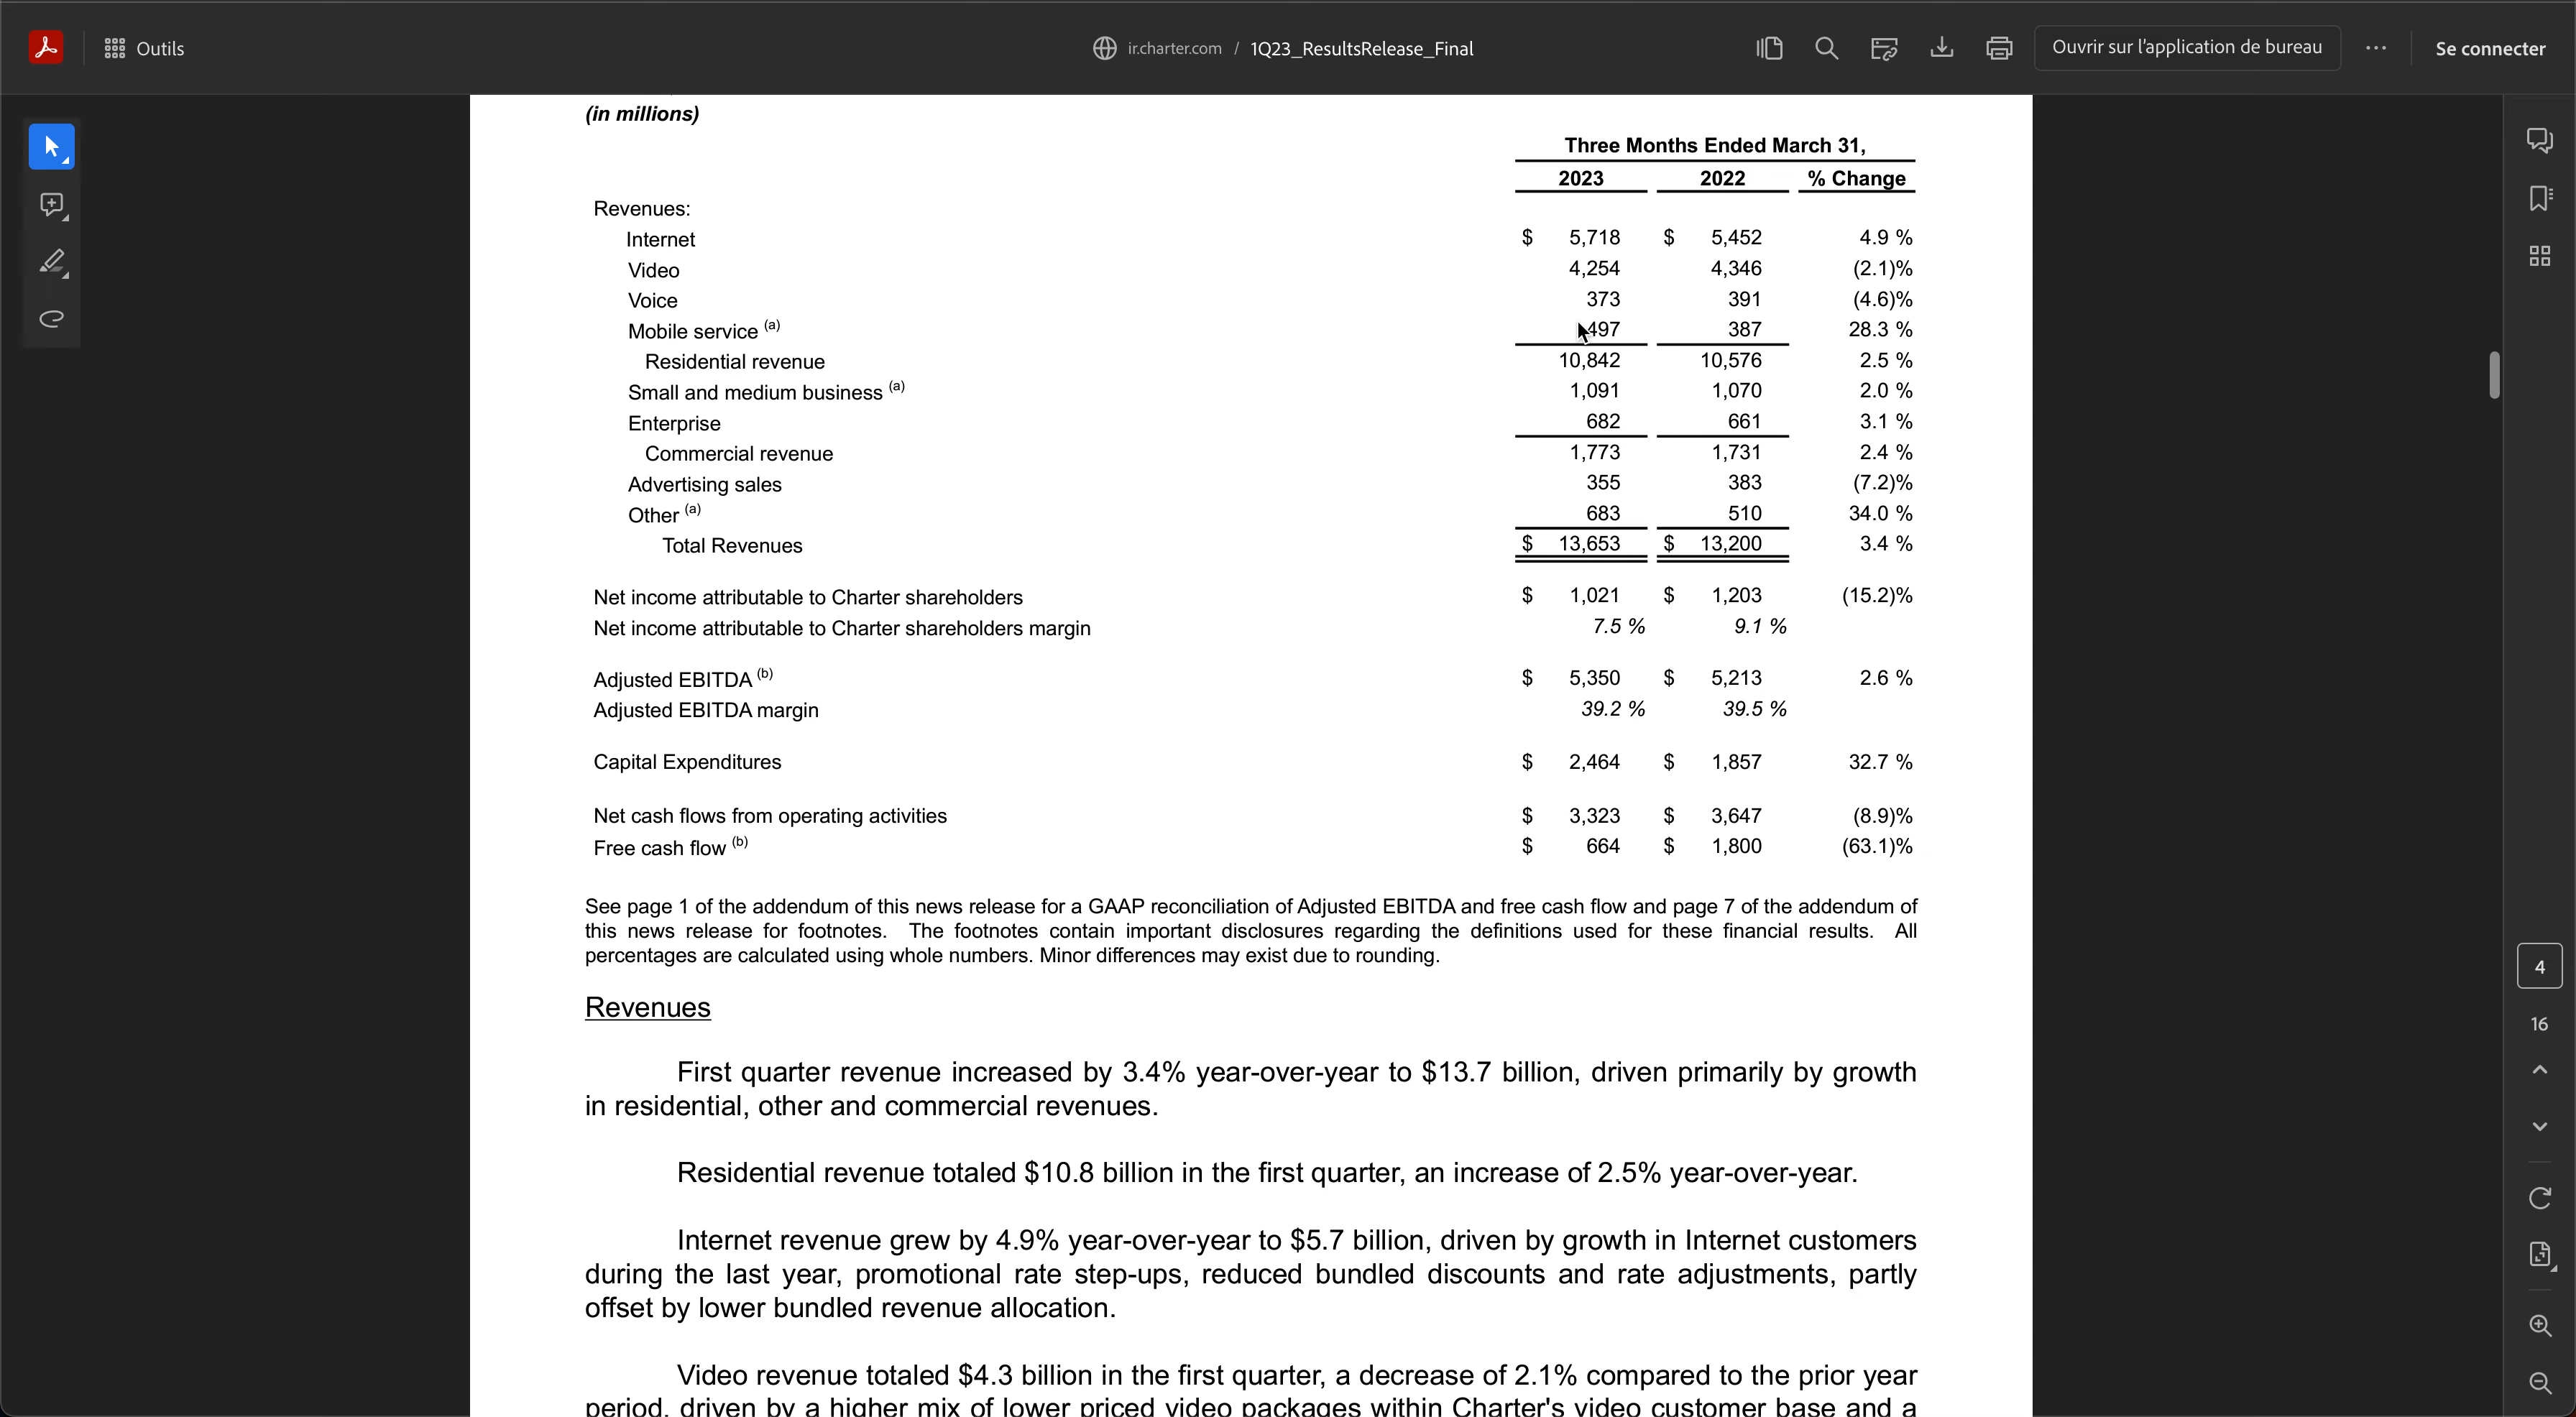 Outils
ir.charter.com / 1Q23_ResultsRelease_Final
Ouvrir sur l'application de bureau
Se connecter
(in millions)
Three Months Ended March 31,
2023 2022 % Change
Revenues:
Internet $ 5,718 $ 5,452 4.9 %
Video 4,254 4,346 (2.1)%
Voice 373 391 (4.6)%
Mobile service (a) 497 387 28.3 %
Residential revenue 10,842 10,576 2.5 %
Small and medium business (a) 1,091 1,070 2.0 %
Enterprise 682 661 3.1 %
Commercial revenue 1,773 1,731 2.4 %
Advertising sales 355 383 (7.2)%
Other (a) 683 510 34.0 %
Total Revenues $ 13,653 $ 13,200 3.4 %
Net income attributable to Charter shareholders $ 1,021 $ 1,203 (15.2)%
Net income attributable to Charter shareholders margin 7.5 % 9.1 %
Adjusted EBITDA (b) $ 5,350 $ 5,213 2.6 %
Adjusted EBITDA margin 39.2 % 39.5 %
Capital Expenditures $ 2,464 $ 1,857 32.7 %
Net cash flows from operating activities $ 3,323 $ 3,647 (8.9)%
Free cash flow (b) $ 664 $ 1,800 (63.1)%
See page 1 of the addendum of this news release for a GAAP reconciliation of Adjusted EBITDA and free cash flow and page 7 of the addendum of
this news release for footnotes. The footnotes contain important disclosures regarding the definitions used for these financial results. All
percentages are calculated using whole numbers. Minor differences may exist due to rounding.
Revenues
First quarter revenue increased by 3.4% year-over-year to $13.7 billion, driven primarily by growth
in residential, other and commercial revenues.
Residential revenue totaled $10.8 billion in the first quarter, an increase of 2.5% year-over-year.
Internet revenue grew by 4.9% year-over-year to $5.7 billion, driven by growth in Internet customers
during the last year, promotional rate step-ups, reduced bundled discounts and rate adjustments, partly
offset by lower bundled revenue allocation.
Video revenue totaled $4.3 billion in the first quarter, a decrease of 2.1% compared to the prior year
period, driven by a higher mix of lower priced video packages within Charter's video customer base and a
4
16